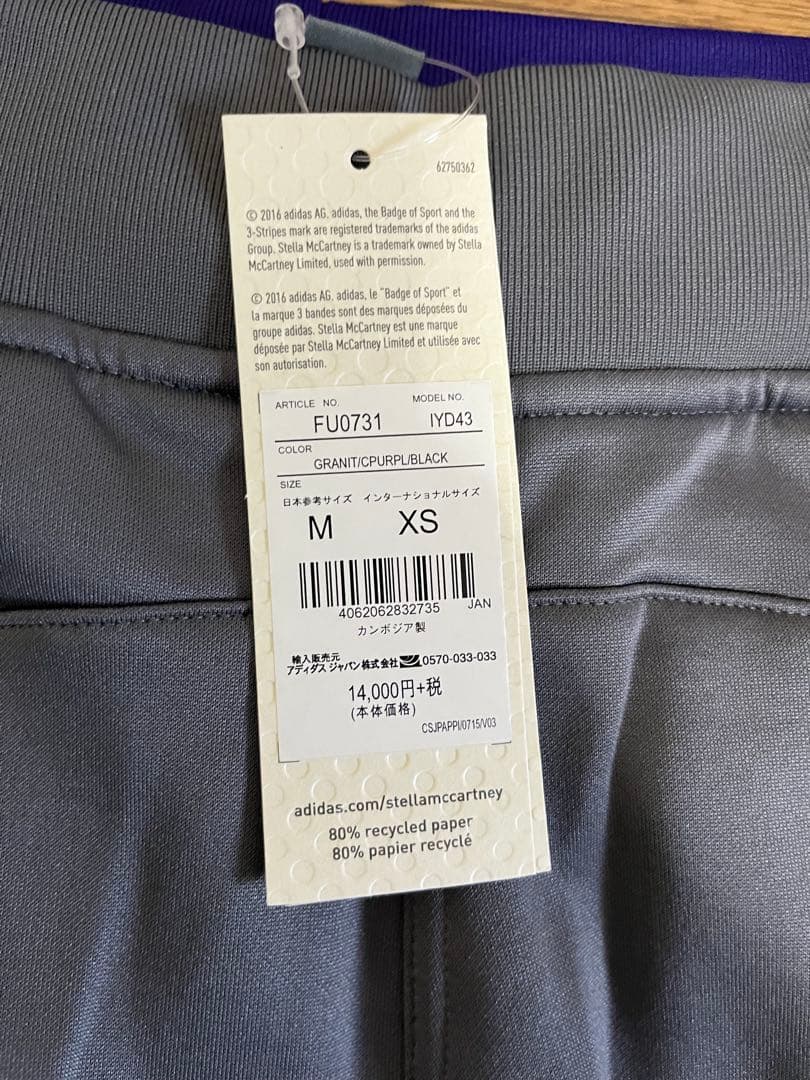 62750362
© 2016 adidas AG. adidas, the Badge of Sport and the
3-Stripes mark are registered trademarks of the adidas
Group. Stella McCartney is a trademark owned by Stella
McCartney Limited, used with permission.
© 2016 adidas AG. adidas, le "Badge of Sport" et
la marque 3 bandes sont des marques déposées du
groupe adidas. Stella McCartney est une marque
déposée par Stella McCartney Limited et utilisée avec
son autorisation.
ARTICLE NO. MODEL NO.
FU0731 IYD43
COLOR
GRANIT/CPURPL/BLACK
SIZE
日本参考サイズ インターナショナルサイズ
M XS
4062062832735 JAN
カンボジア製
輸入販売元
アディダス ジャパン株式会社 0570-033-033
14,000円+税
(本体価格)
CSJPAPPI/0715/V03
adidas.com/stellamccartney
80% recycled paper
80% papier recyclé